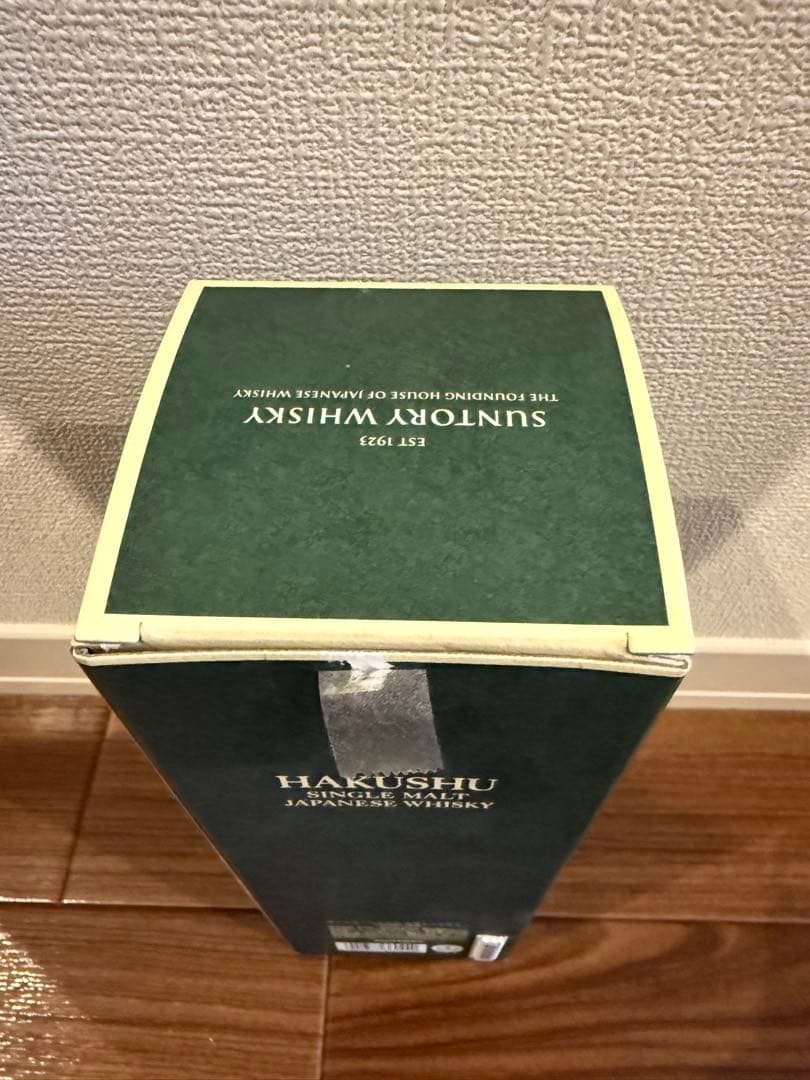 EST 1923
SUNTORY WHISKY
THE FOUNDING HOUSE OF JAPANESE WHISKY
HAKUSHU
SINGLE MALT
JAPANESE WHISKY